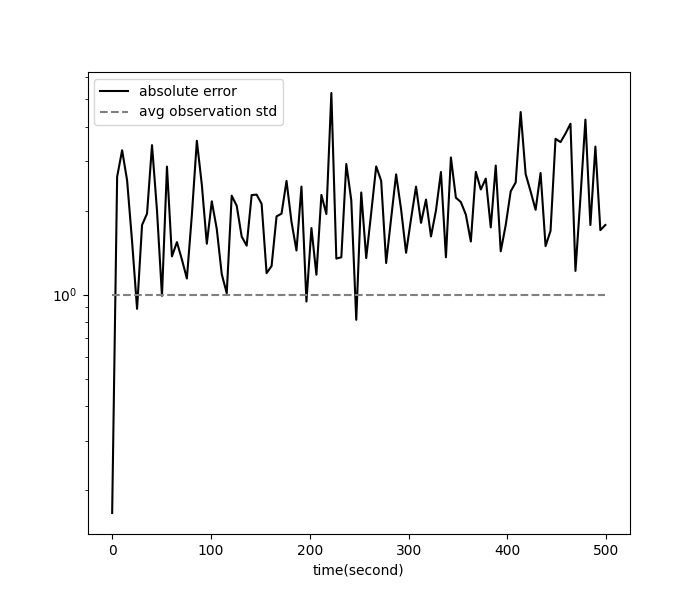 absolute error
avg observation std
10⁰
0 100 200 300 400 500
time(second)